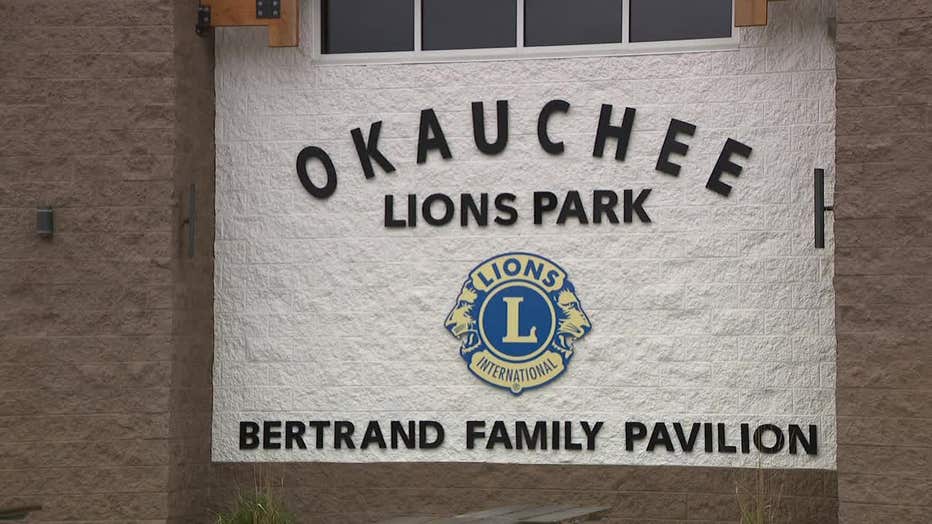 OKAUCHEE
LIONS PARK
LIONS
L
INTERNATIONAL
BERTRAND FAMILY PAVILION